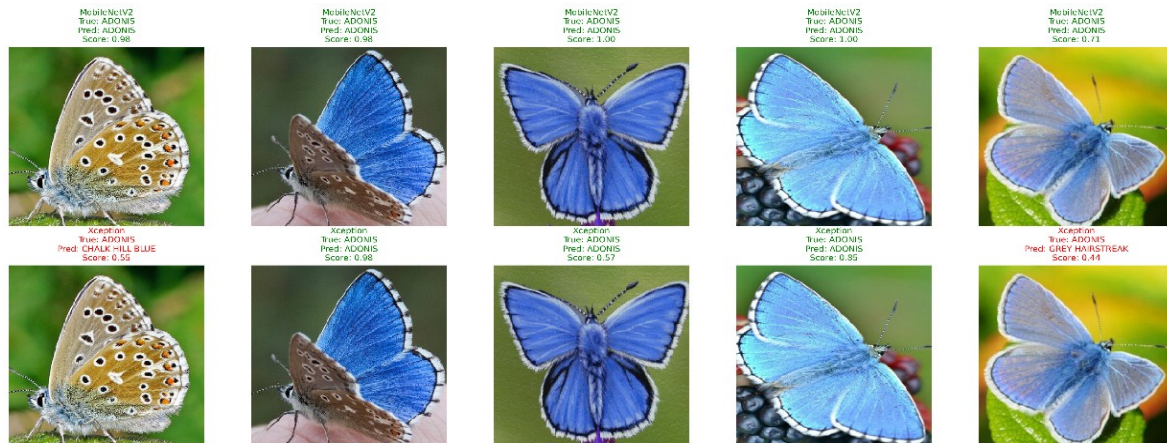 MobileNetV2
True: ADONIS
Pred: ADONIS
Score: 0.98
MobileNetV2
True: ADONIS
Pred: ADONIS
Score: 0.98
MobileNetV2
True: ADONIS
Pred: ADONIS
Score: 1.00
MobileNetV2
True: ADONIS
Pred: ADONIS
Score: 1.00
MobileNetV2
True: ADONIS
Pred: ADONIS
Score: 0.71
Xception
True: ADONIS
Pred: CHALK HILL BLUE
Score: 0.55
Xception
True: ADONIS
Pred: ADONIS
Score: 0.98
Xception
True: ADONIS
Pred: ADONIS
Score: 0.57
Xception
True: ADONIS
Pred: ADONIS
Score: 0.85
Xception
True: ADONIS
Pred: GREY HAIRSTREAK
Score: 0.44